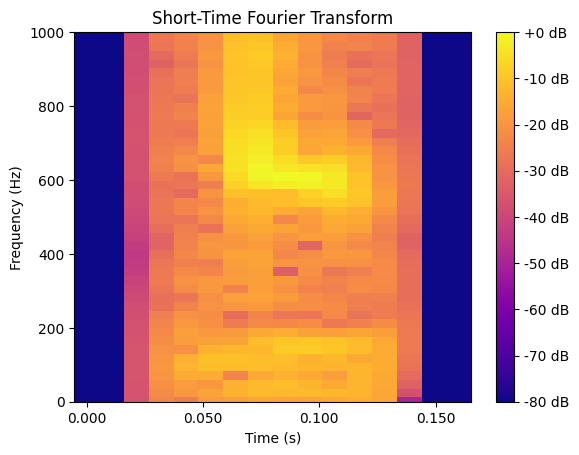 Short-Time Fourier Transform
1000
800
600
400
200
0
Frequency (Hz)
0.000
0.050
0.100
0.150
Time (s)
+0 dB
-10 dB
-20 dB
-30 dB
-40 dB
-50 dB
-60 dB
-70 dB
-80 dB